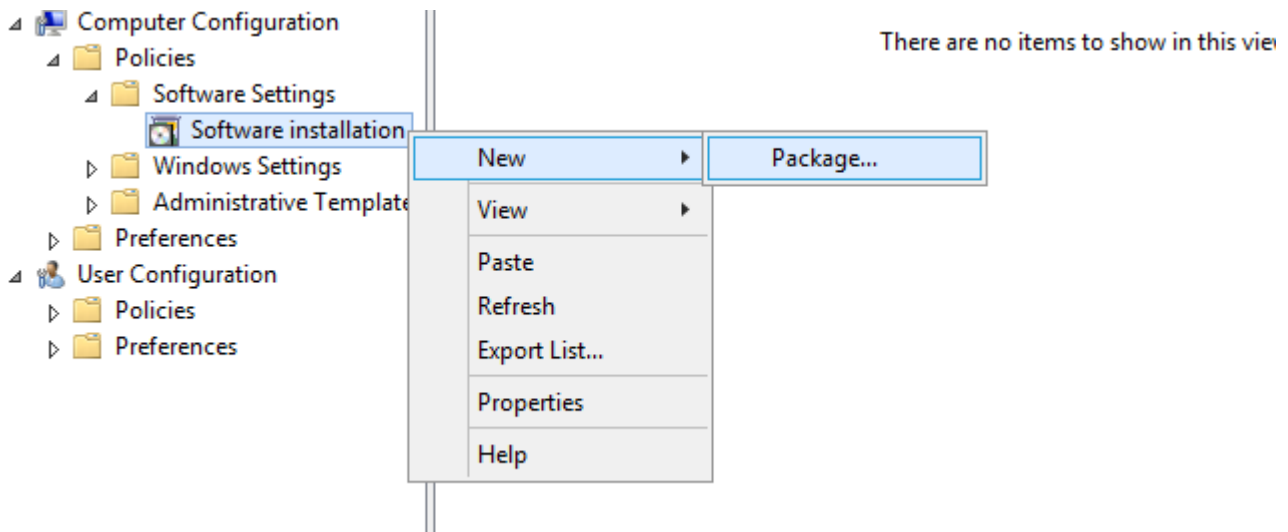 Computer Configuration
Policies
Software Settings
Software installation
Windows Settings
Administrative Template
Preferences
User Configuration
Policies
Preferences
There are no items to show in this view
New
Package...
View
Paste
Refresh
Export List...
Properties
Help